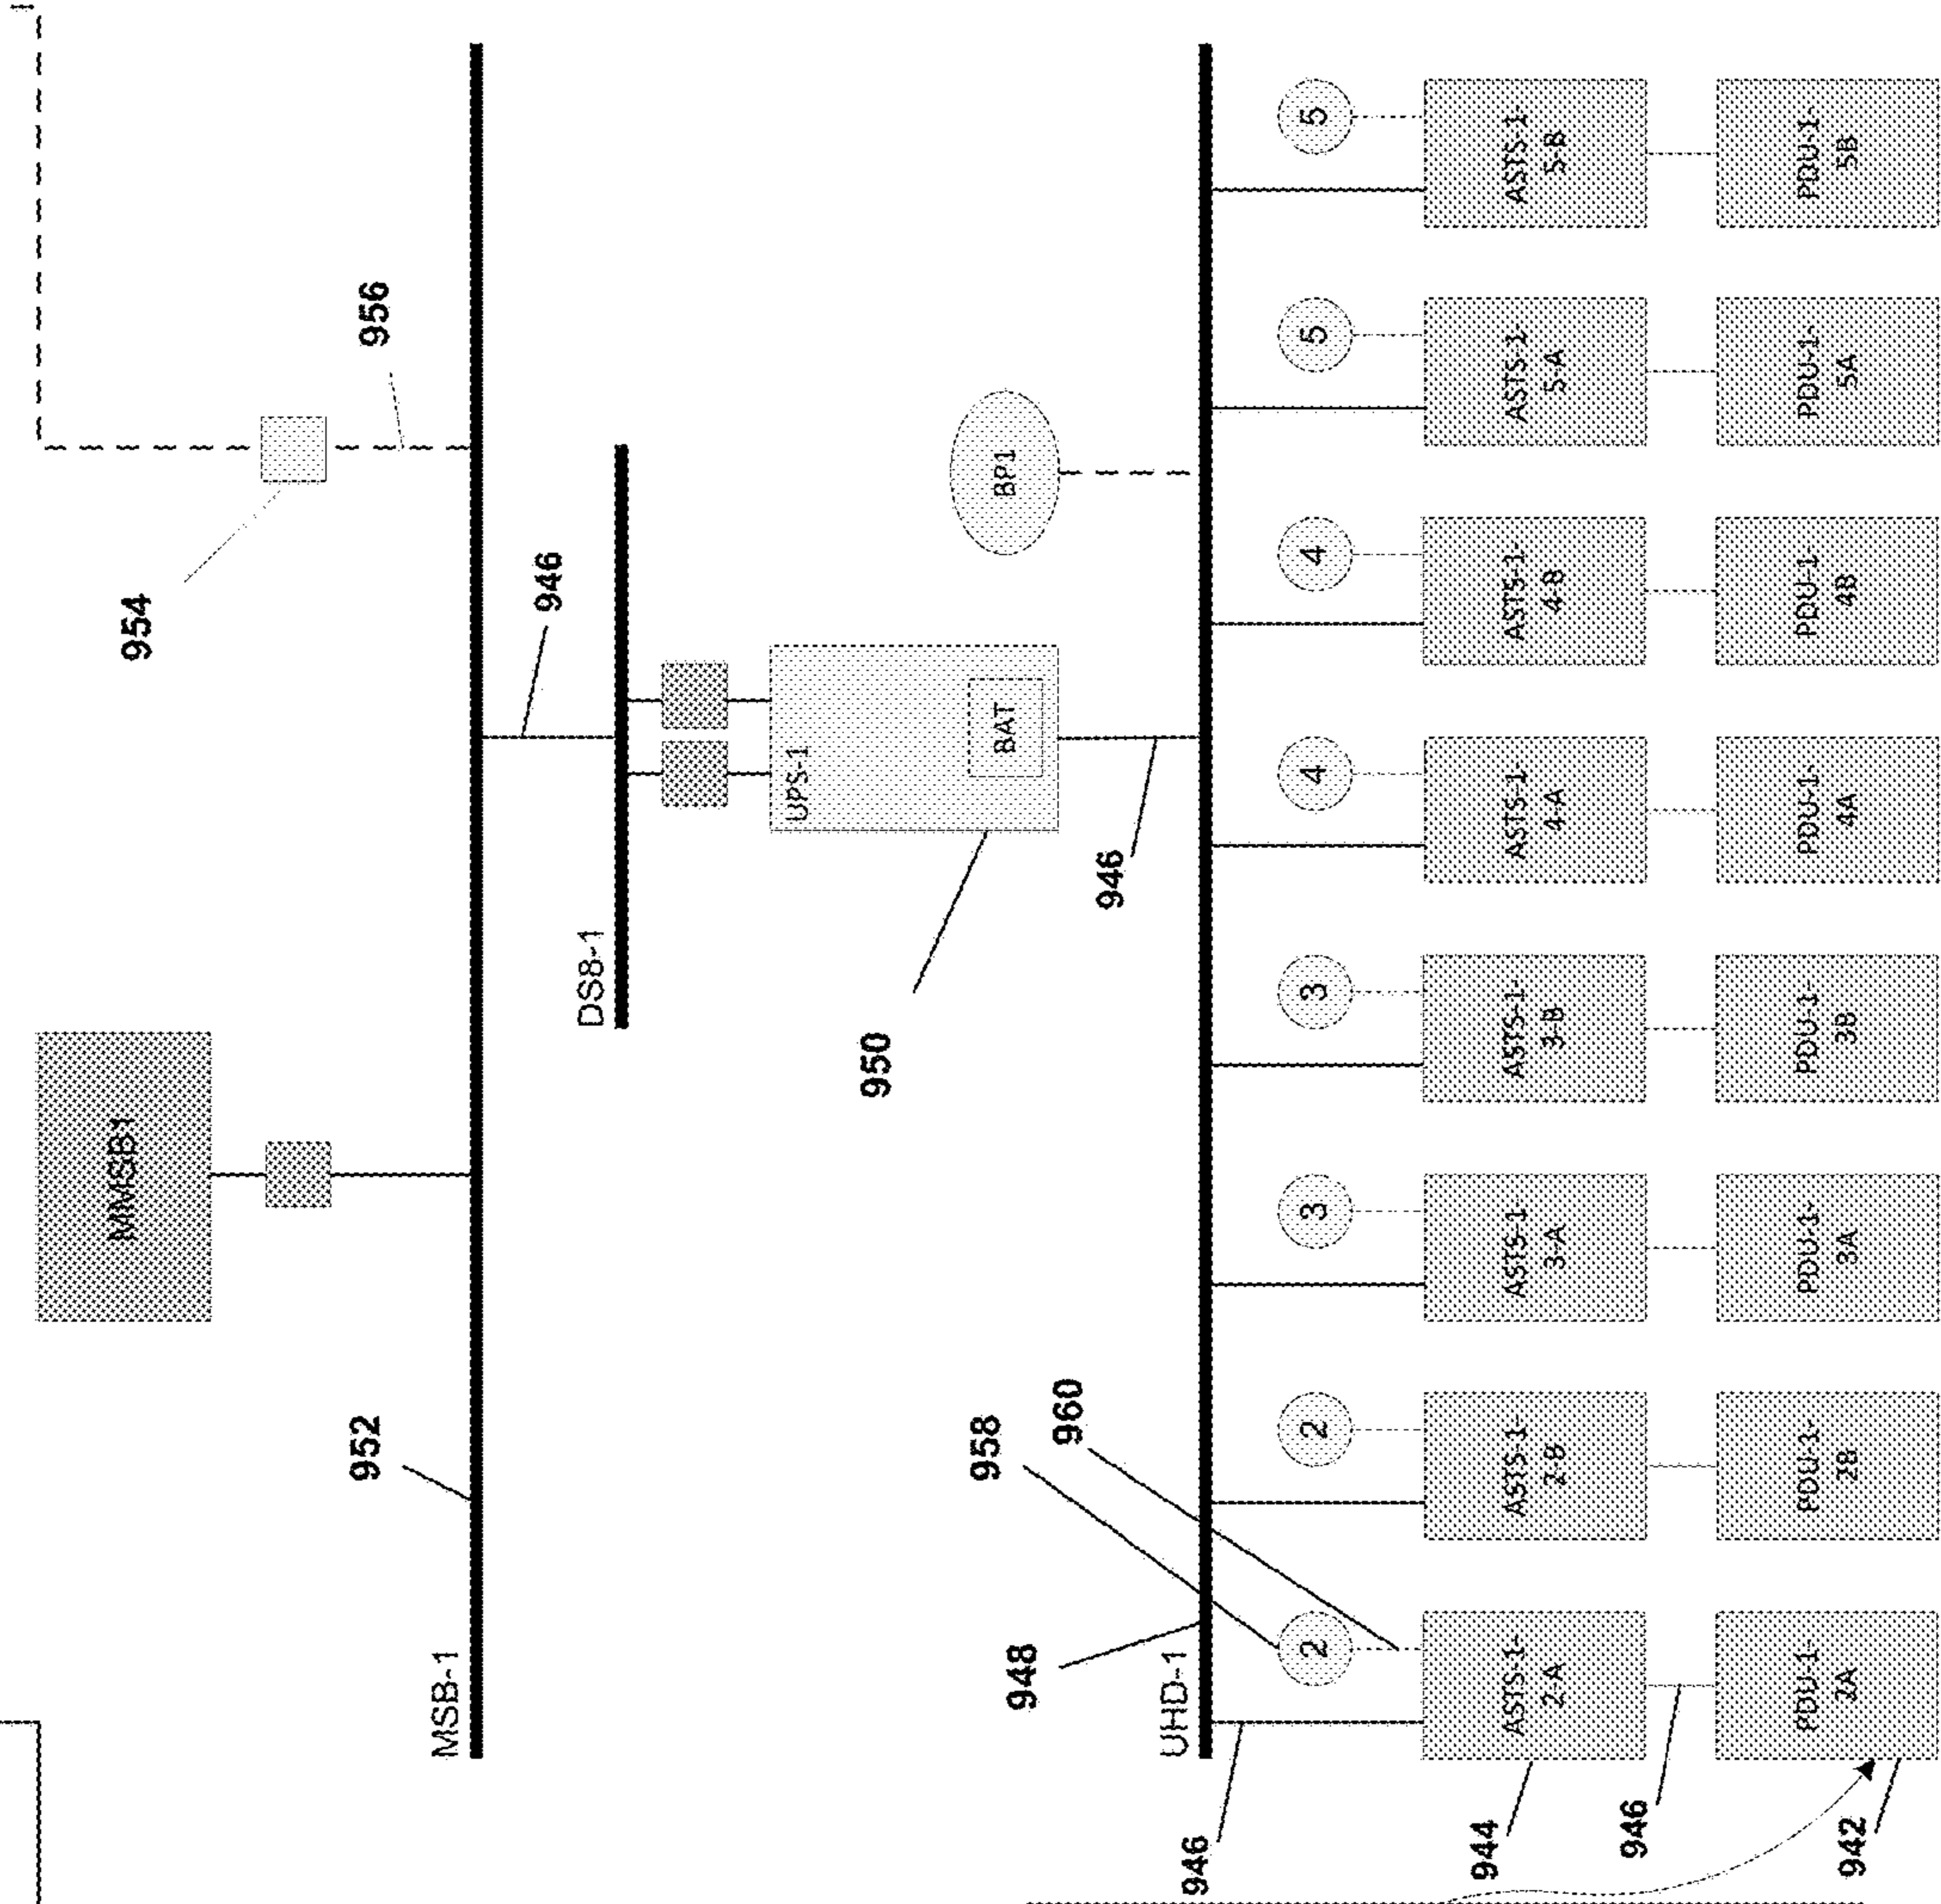 954
956
MMSB1
946
952
MSB-1
DS8-1
UPS-1
BAT
BP1
950
946
958
960
948
UHD-1
2
2
3
3
4
4
5
5
946
944
ASTS-1-
2-A
ASTS-1-
2-B
ASTS-1
3-A
ASTS-1-
3-B
ASTS-1-
4-A
ASTS-1-
4-B
ASTS-1
5-A
ASTS-1-
5-B
946
942
PDU-1-
2A
PDU-1-
2B
PDU-1-
3A
PDU-1-
3B
PDU-1-
4A
PDU-1-
4B
PDU-1-
5A
PDU-1-
5B